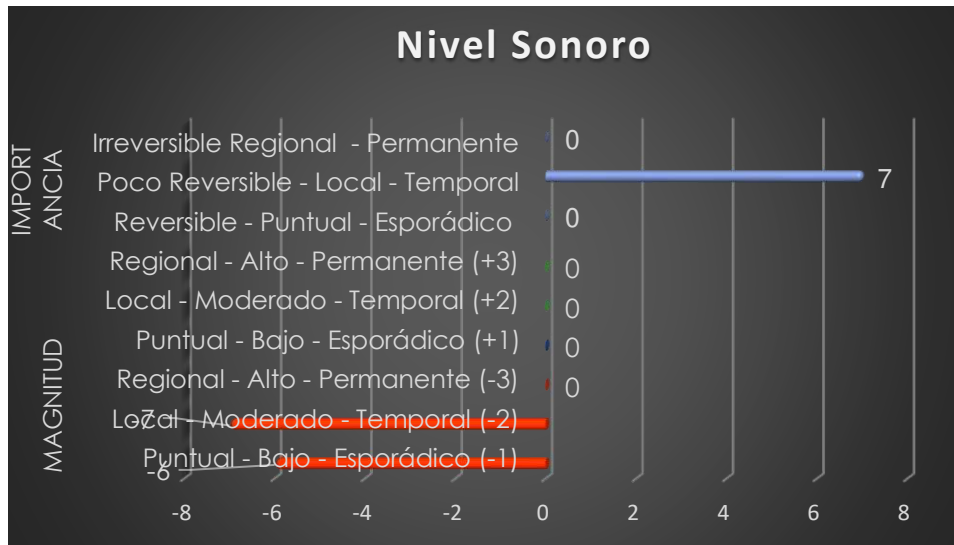 Nivel Sonoro
IMPORT
ANCIA
Irreversible Regional - Permanente
0
Poco Reversible - Local - Temporal
7
Reversible - Puntual - Esporádico
0
Regional - Alto - Permanente (+3)
0
Local - Moderado - Temporal (+2)
0
Puntual - Bajo - Esporádico (+1)
0
MAGNITUD
Regional - Alto - Permanente (-3)
0
Local - Moderado - Temporal (-2)
-7
Puntual - Bajo - Esporádico (-1)
-6
-8 -6 -4 -2 0 2 4 6 8